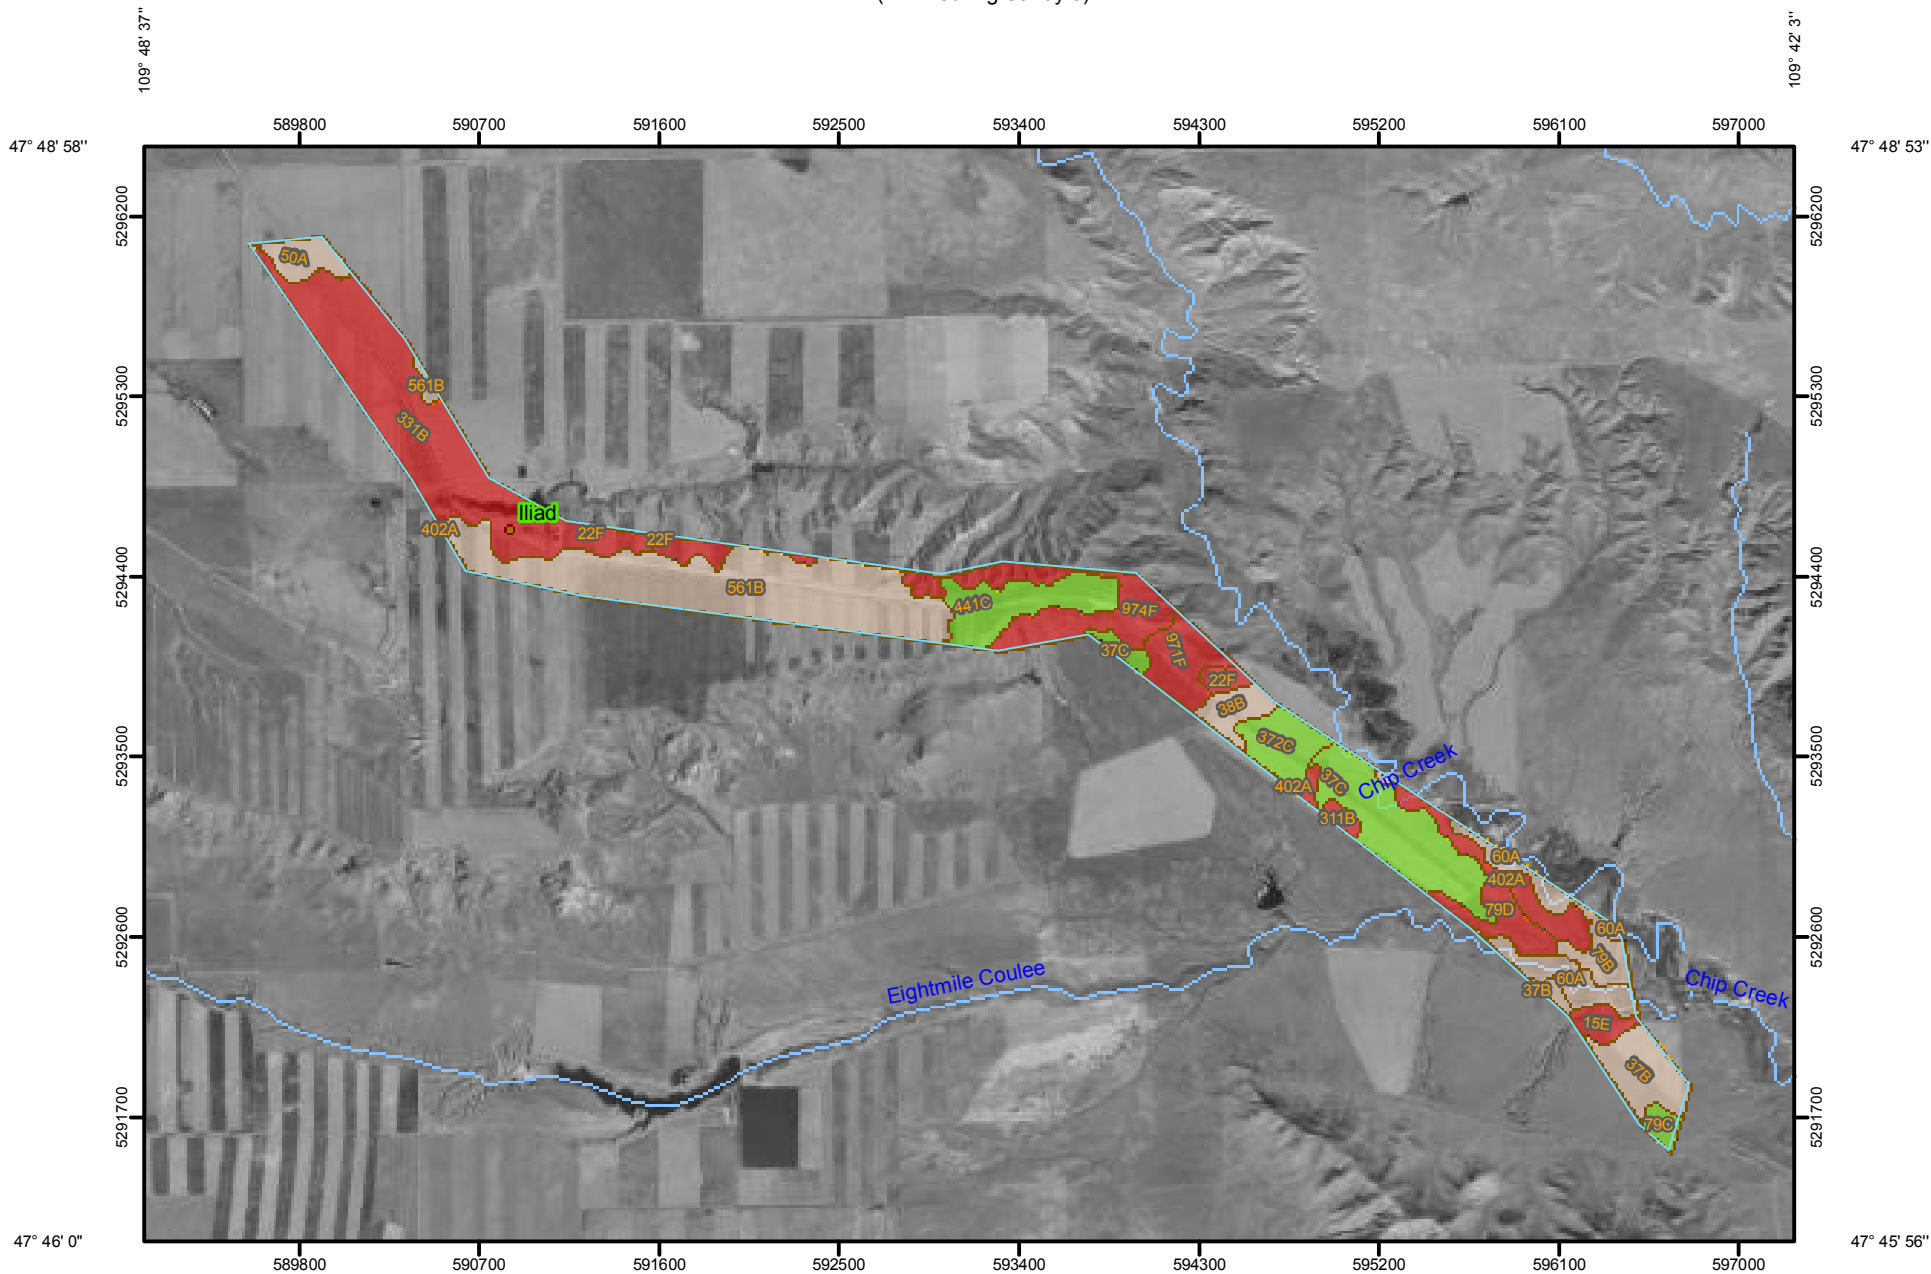 109° 48' 37''
109° 42' 3''
589800 590700 591600 592500 593400 594300 595200 596100 597000
47° 48' 58''
47° 48' 53''
5296200
5296200
50A
561B
5295300
5295300
331B
Iliad
402A
22F
22F
5294400
5294400
561B
441C
974F
37C
971F
22F
38B
372C
5293500
5293500
37C
Chip Creek
402A
311B
60A
402A
79D
60A
5292600
5292600
79B
60A
37B
Eightmile Coulee
Chip Creek
15E
37B
5291700
5291700
79C
47° 46' 0''
47° 45' 56''
589800 590700 591600 592500 593400 594300 595200 596100 597000